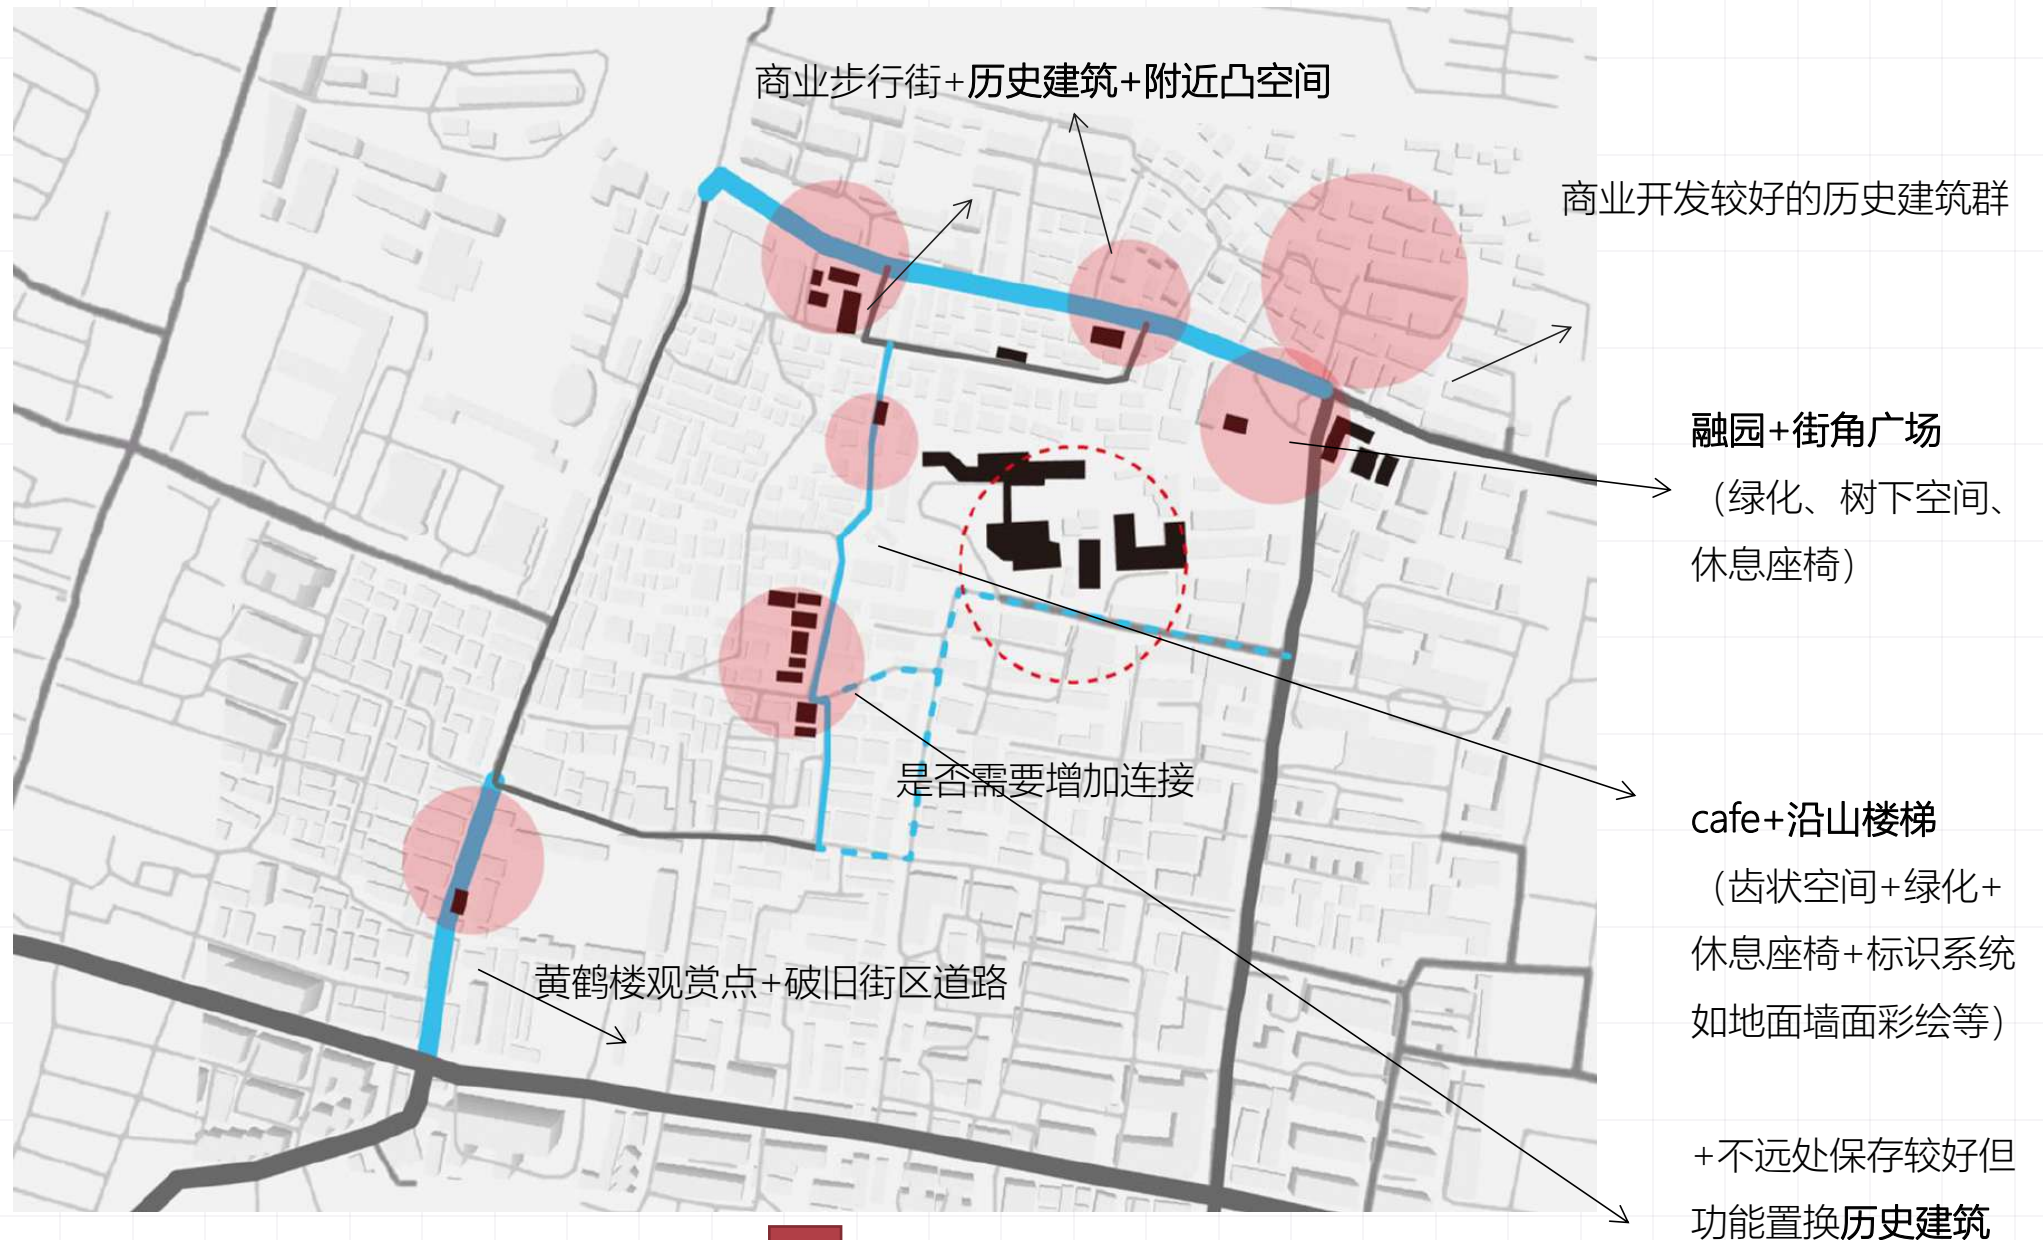 商业步行街+历史建筑+附近凸空间
商业开发较好的历史建筑群
融园+街角广场
（绿化、树下空间、
休息座椅）
是否需要增加连接
cafe+沿山楼梯
（齿状空间+绿化+
休息座椅+标识系统
如地面墙面彩绘等）
黄鹤楼观赏点+破旧街区道路
+不远处保存较好但
功能置换历史建筑